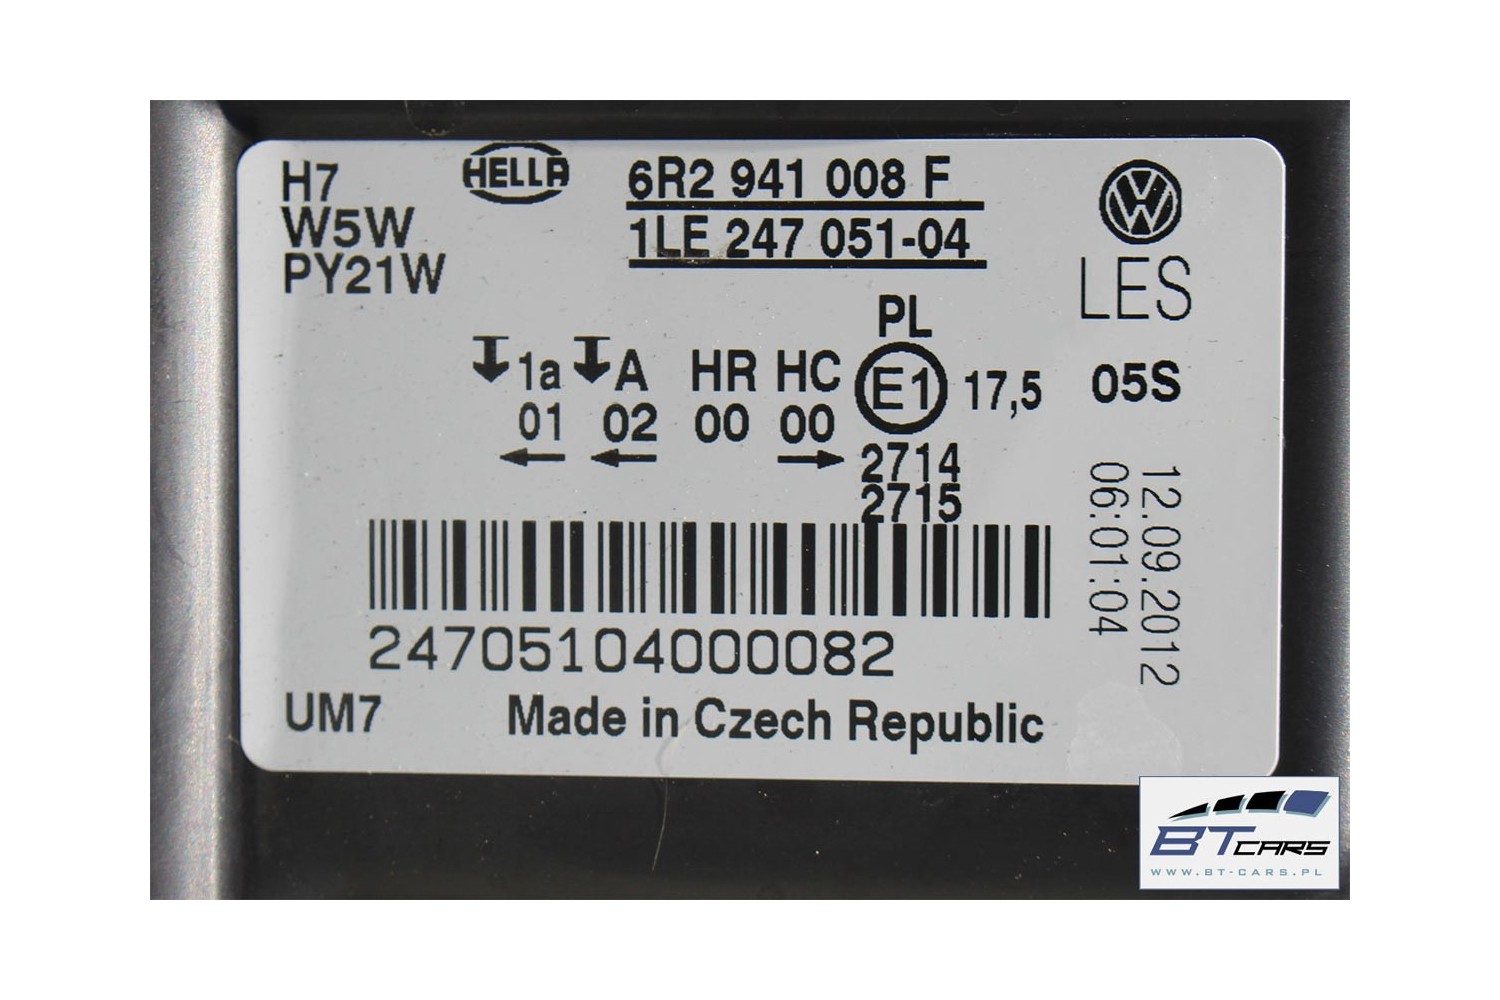 H7
W5W
PY21W
HELLA
6R2 941 008 F
1LE 247 051-04
LES
PL
1a A HR HC E1 17,5 05S
01 02 00 00
2714
2715
12.09.2012
06:01:04
24705104000082
UM7 Made in Czech Republic
BT CARS
WWW.BT-CARS.PL